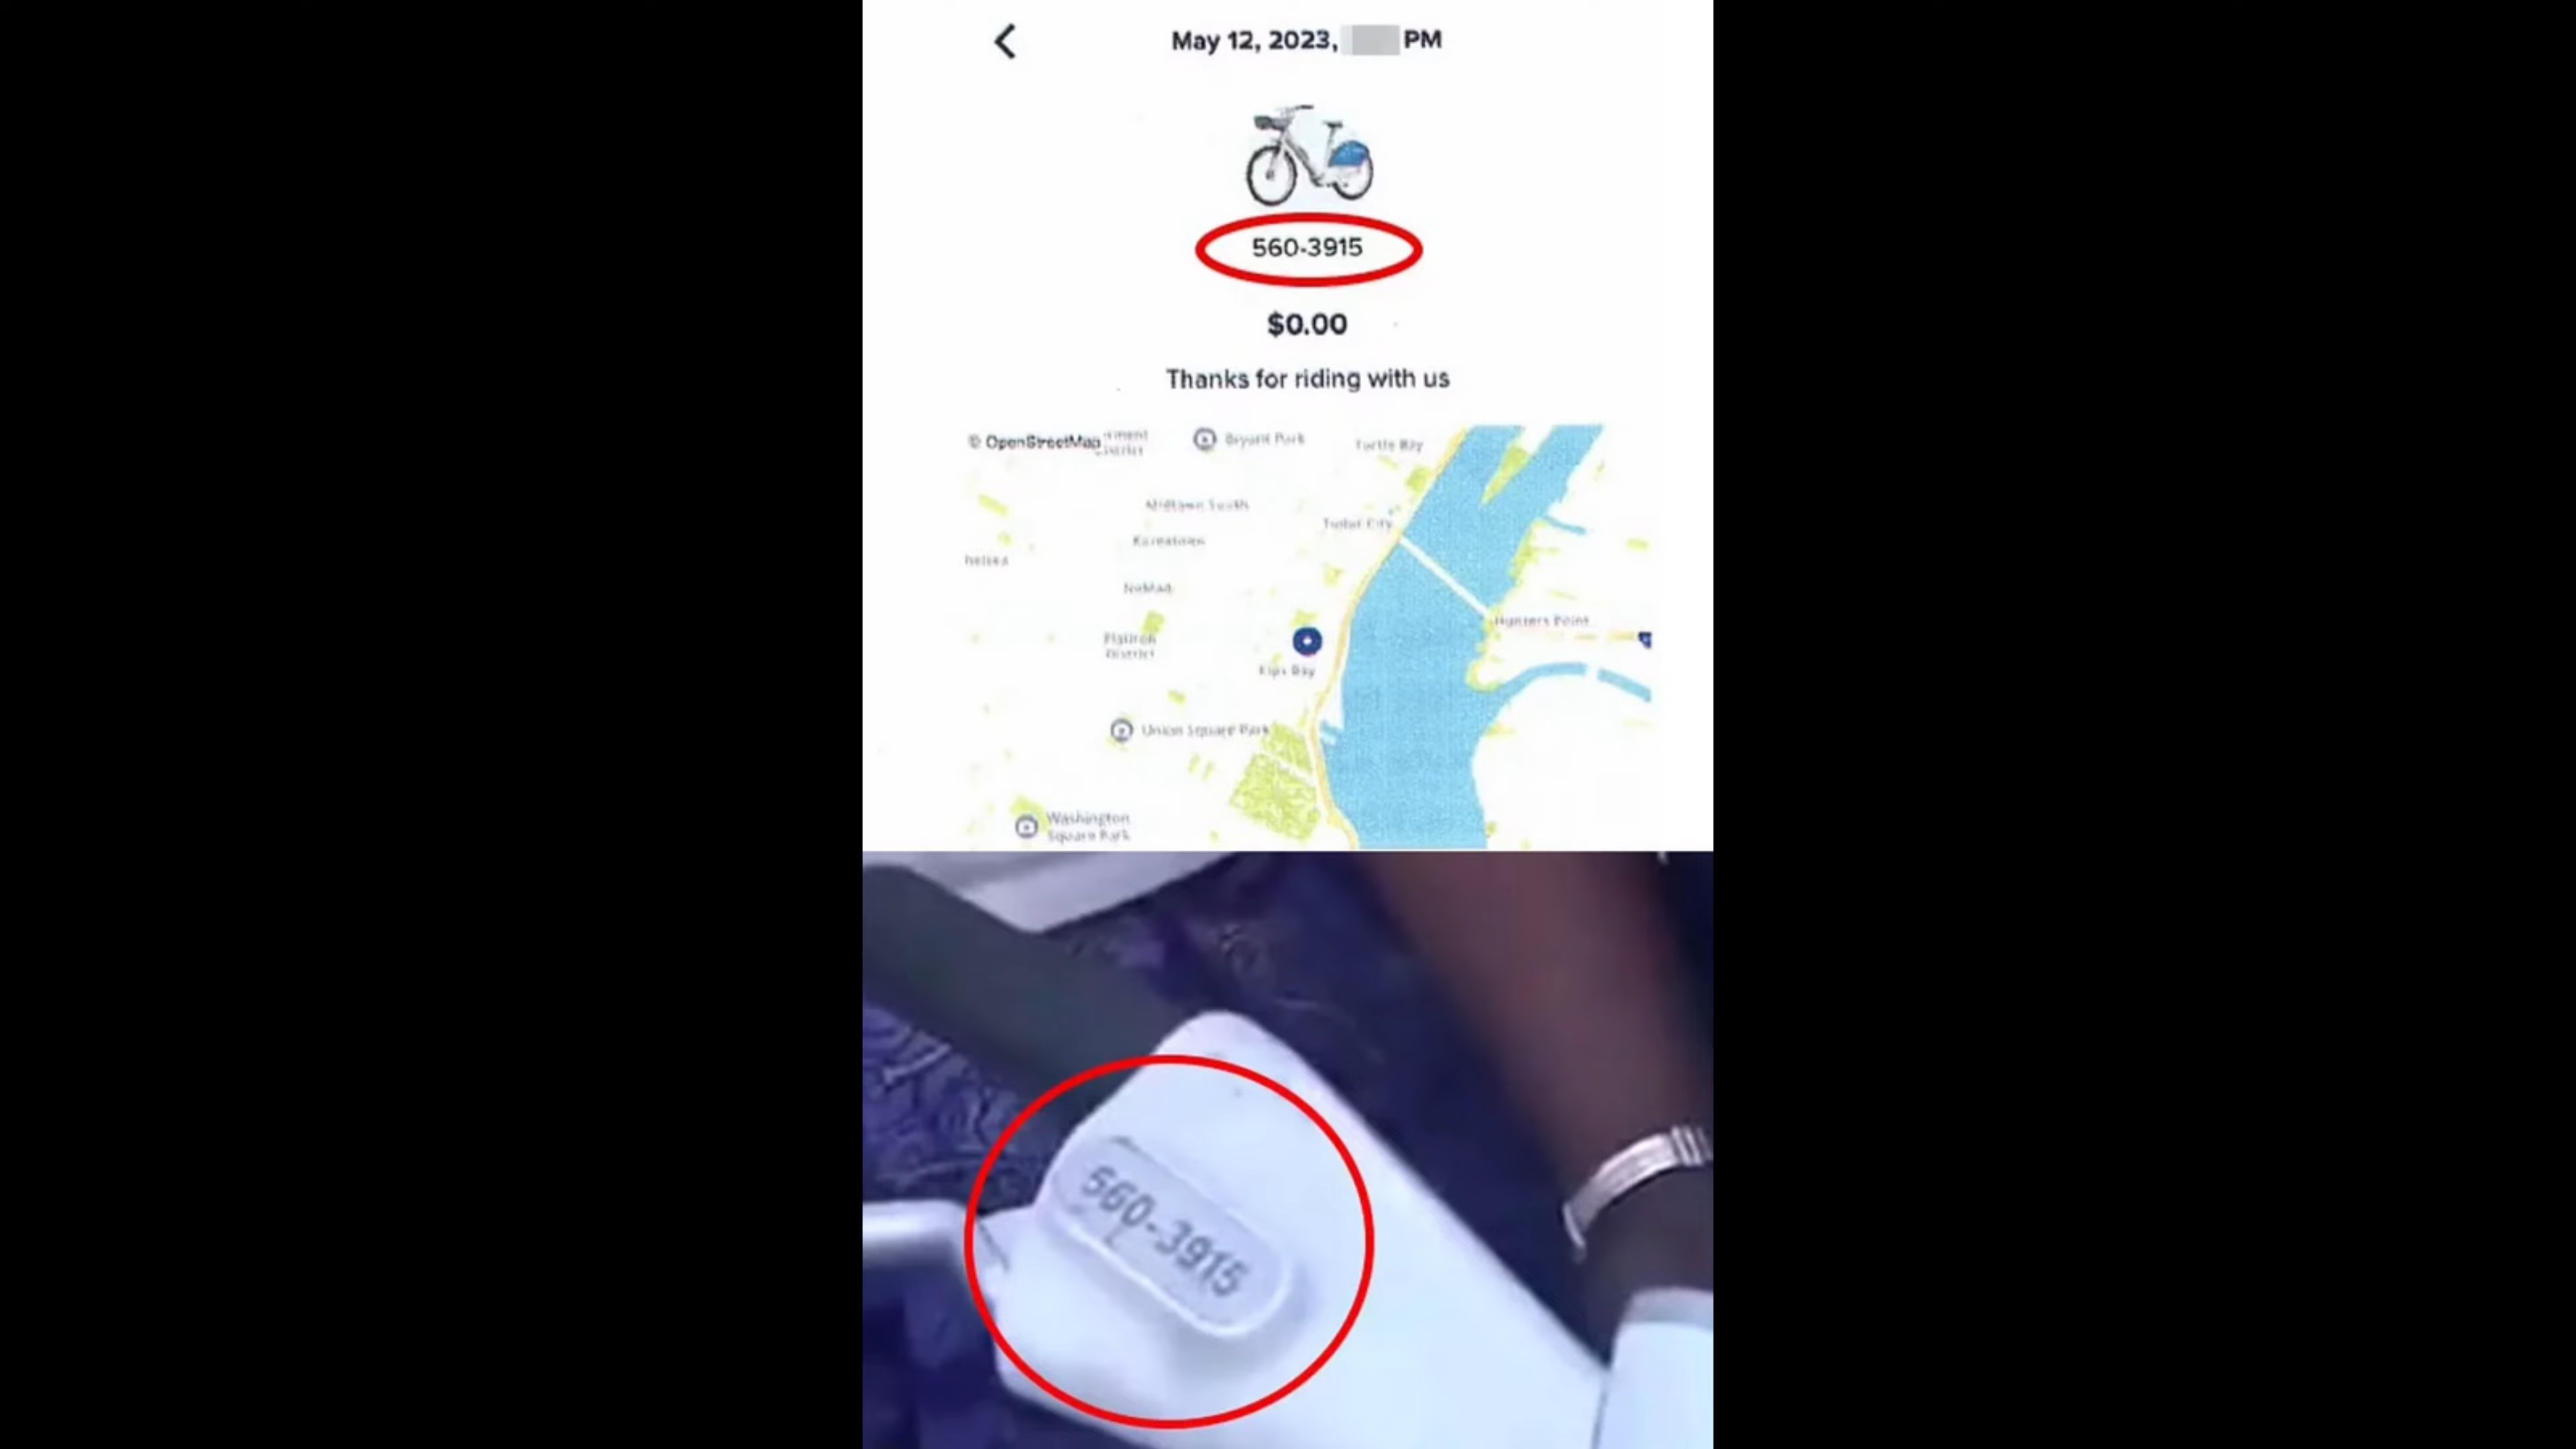 May 12, 2023, PM
560-3915
$0.00
Thanks for riding with us
© OpenStreetMap
District
Bryant Park
Turtle Bay
Midtown South
Tudor City
Koreatown
NoMad
Hunters Point
Flatiron
District
Kips Bay
Union Square Park
Washington
Square Park
560-3915